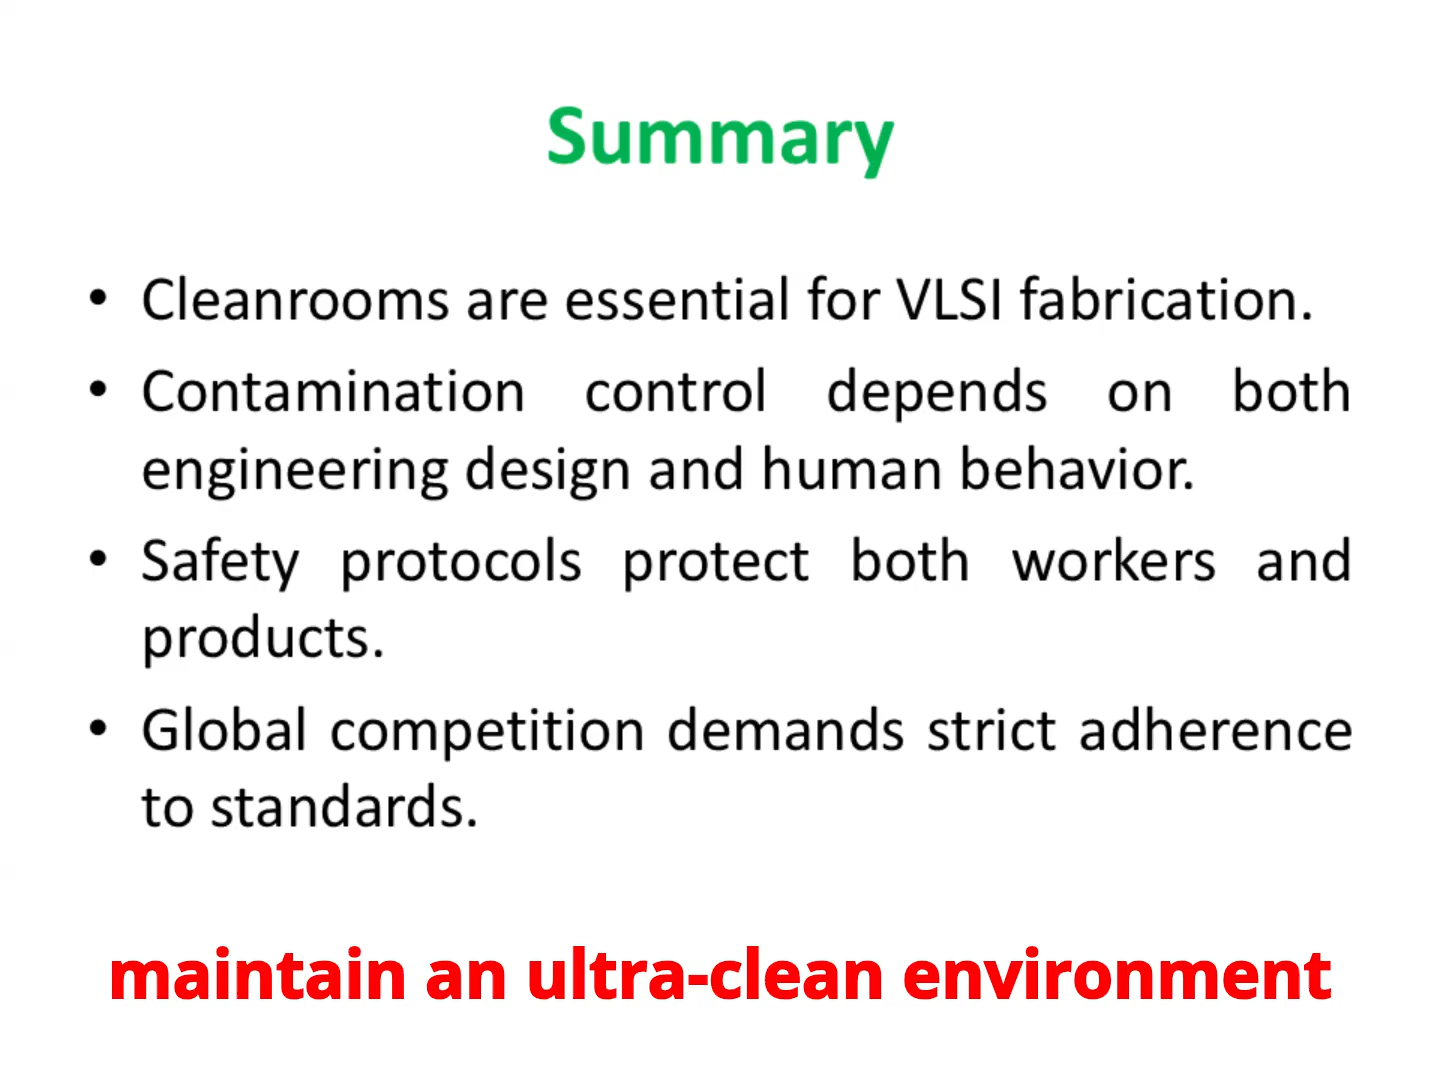 Summary
• Cleanrooms are essential for VLSI fabrication.
• Contamination control depends on both
engineering design and human behavior.
• Safety protocols protect both workers and
products.
• Global competition demands strict adherence
to standards.
maintain an ultra-clean environment